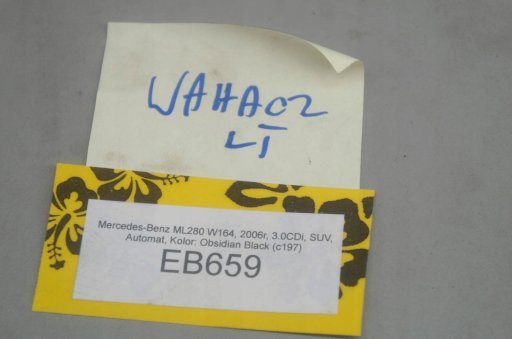 WAHACZ
LT
Mercedes-Benz ML280 W164, 2006r, 3.0CDi, SUV,
Automat, Kolor: Obsidian Black (c197)
EB659